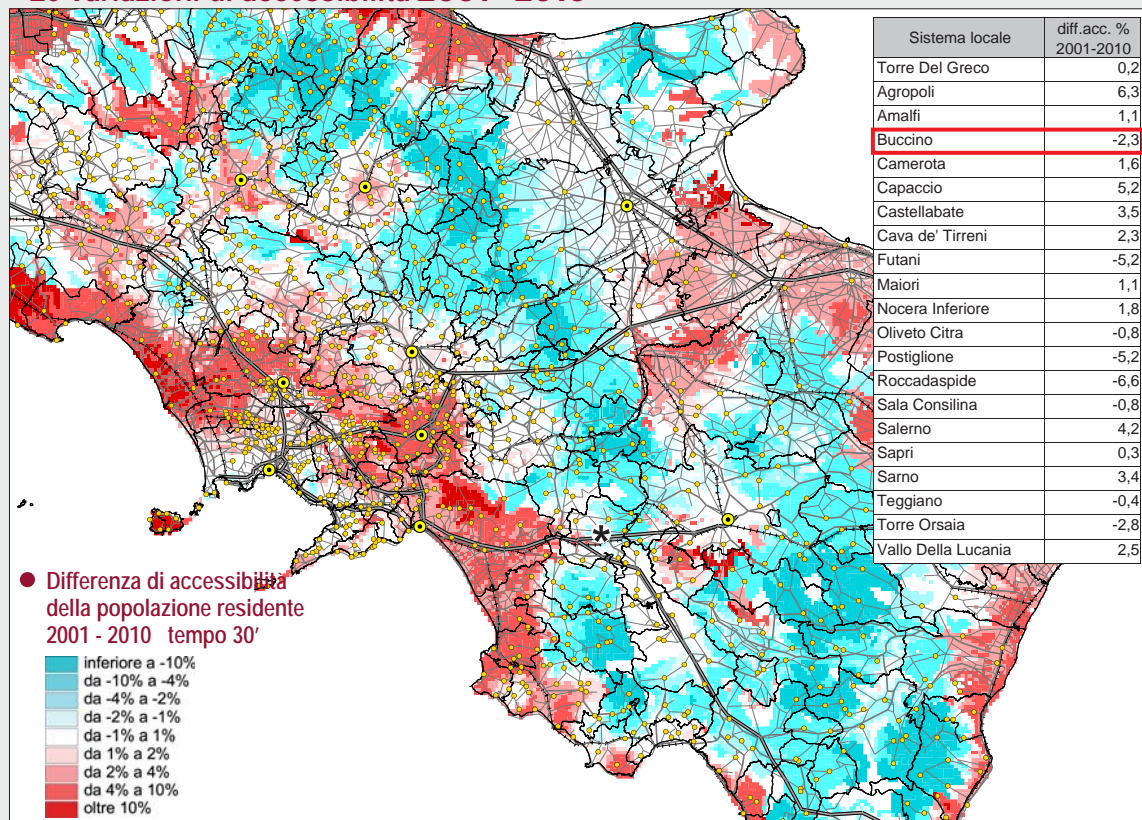 Sistema locale diff.acc. % 2001-2010
Torre Del Greco 0,2
Agropoli 6,3
Amalfi 1,1
Buccino -2,3
Camerota 1,6
Capaccio 5,2
Castellabate 3,5
Cava de' Tirreni 2,3
Futani -5,2
Maiori 1,1
Nocera Inferiore 1,8
Oliveto Citra -0,8
Postiglione -5,2
Roccadaspide -6,6
Sala Consilina -0,8
Salerno 4,2
Sapri 0,3
Sarno 3,4
Teggiano -0,4
Torre Orsaia -2,8
Vallo Della Lucania 2,5
*
● Differenza di accessibilità
della popolazione residente
2001 - 2010 tempo 30'
inferiore a -10%
da -10% a -4%
da -4% a -2%
da -2% a -1%
da -1% a 1%
da 1% a 2%
da 2% a 4%
da 4% a 10%
oltre 10%